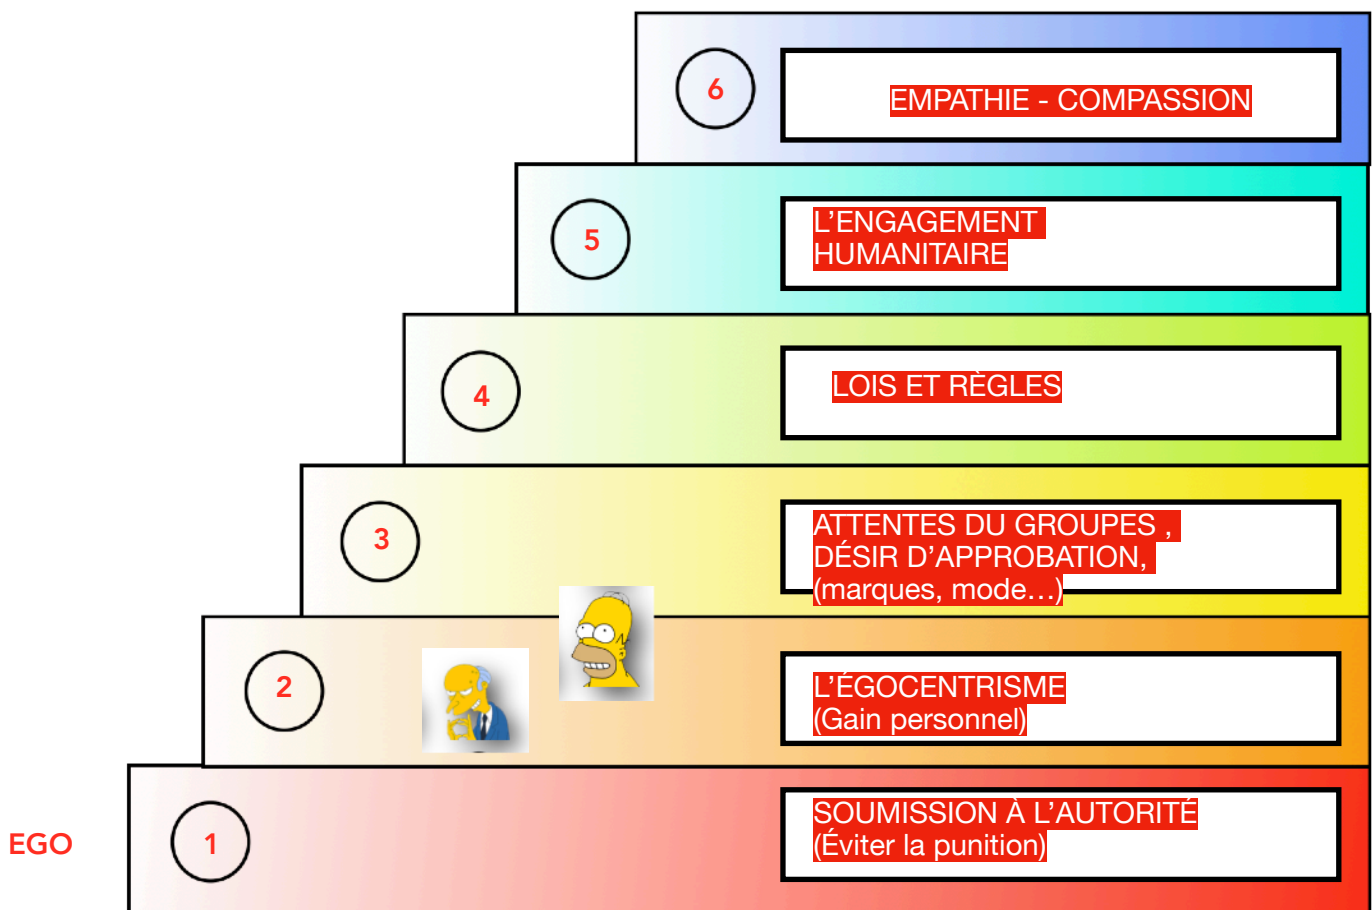 6
EMPATHIE - COMPASSION
5
L'ENGAGEMENT
HUMANITAIRE
4
LOIS ET RÈGLES
3
ATTENTES DU GROUPES ,
DÉSIR D'APPROBATION,
(marques, mode…)
2
L'ÉGOCENTRISME
(Gain personnel)
EGO
1
SOUMISSION À L'AUTORITÉ
(Éviter la punition)